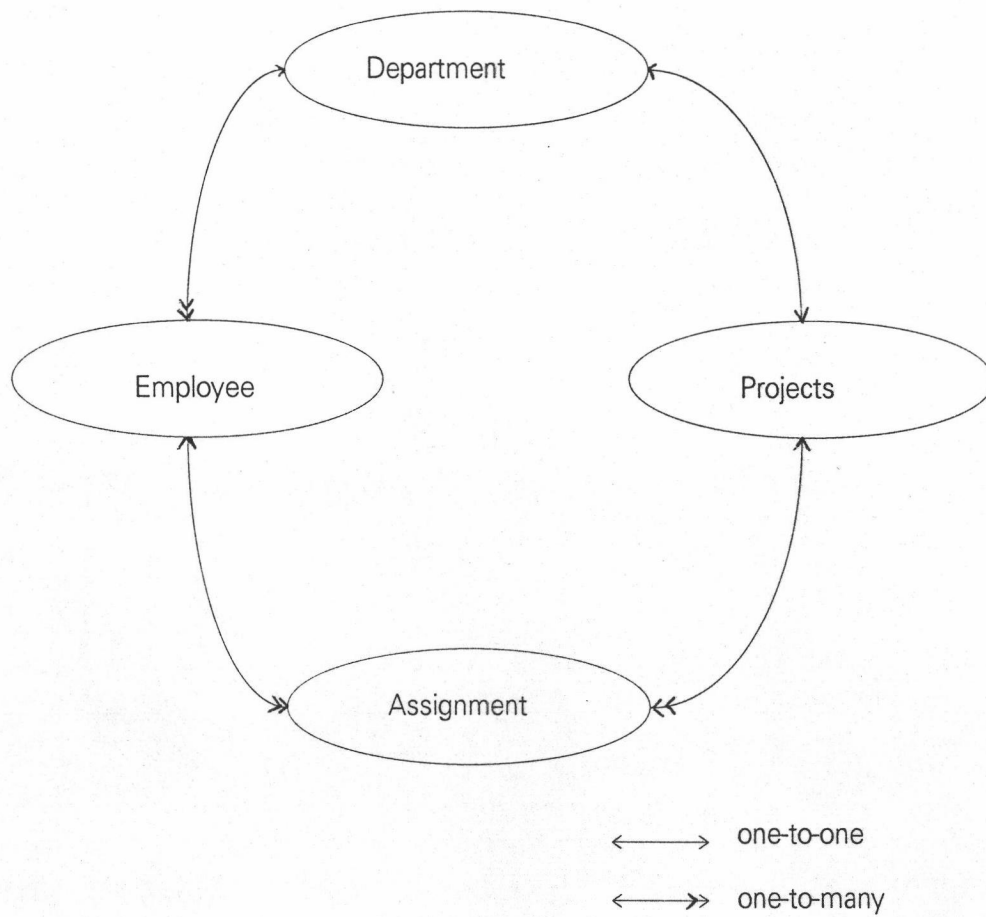 Department
Employee
Projects
Assignment
one-to-one
one-to-many